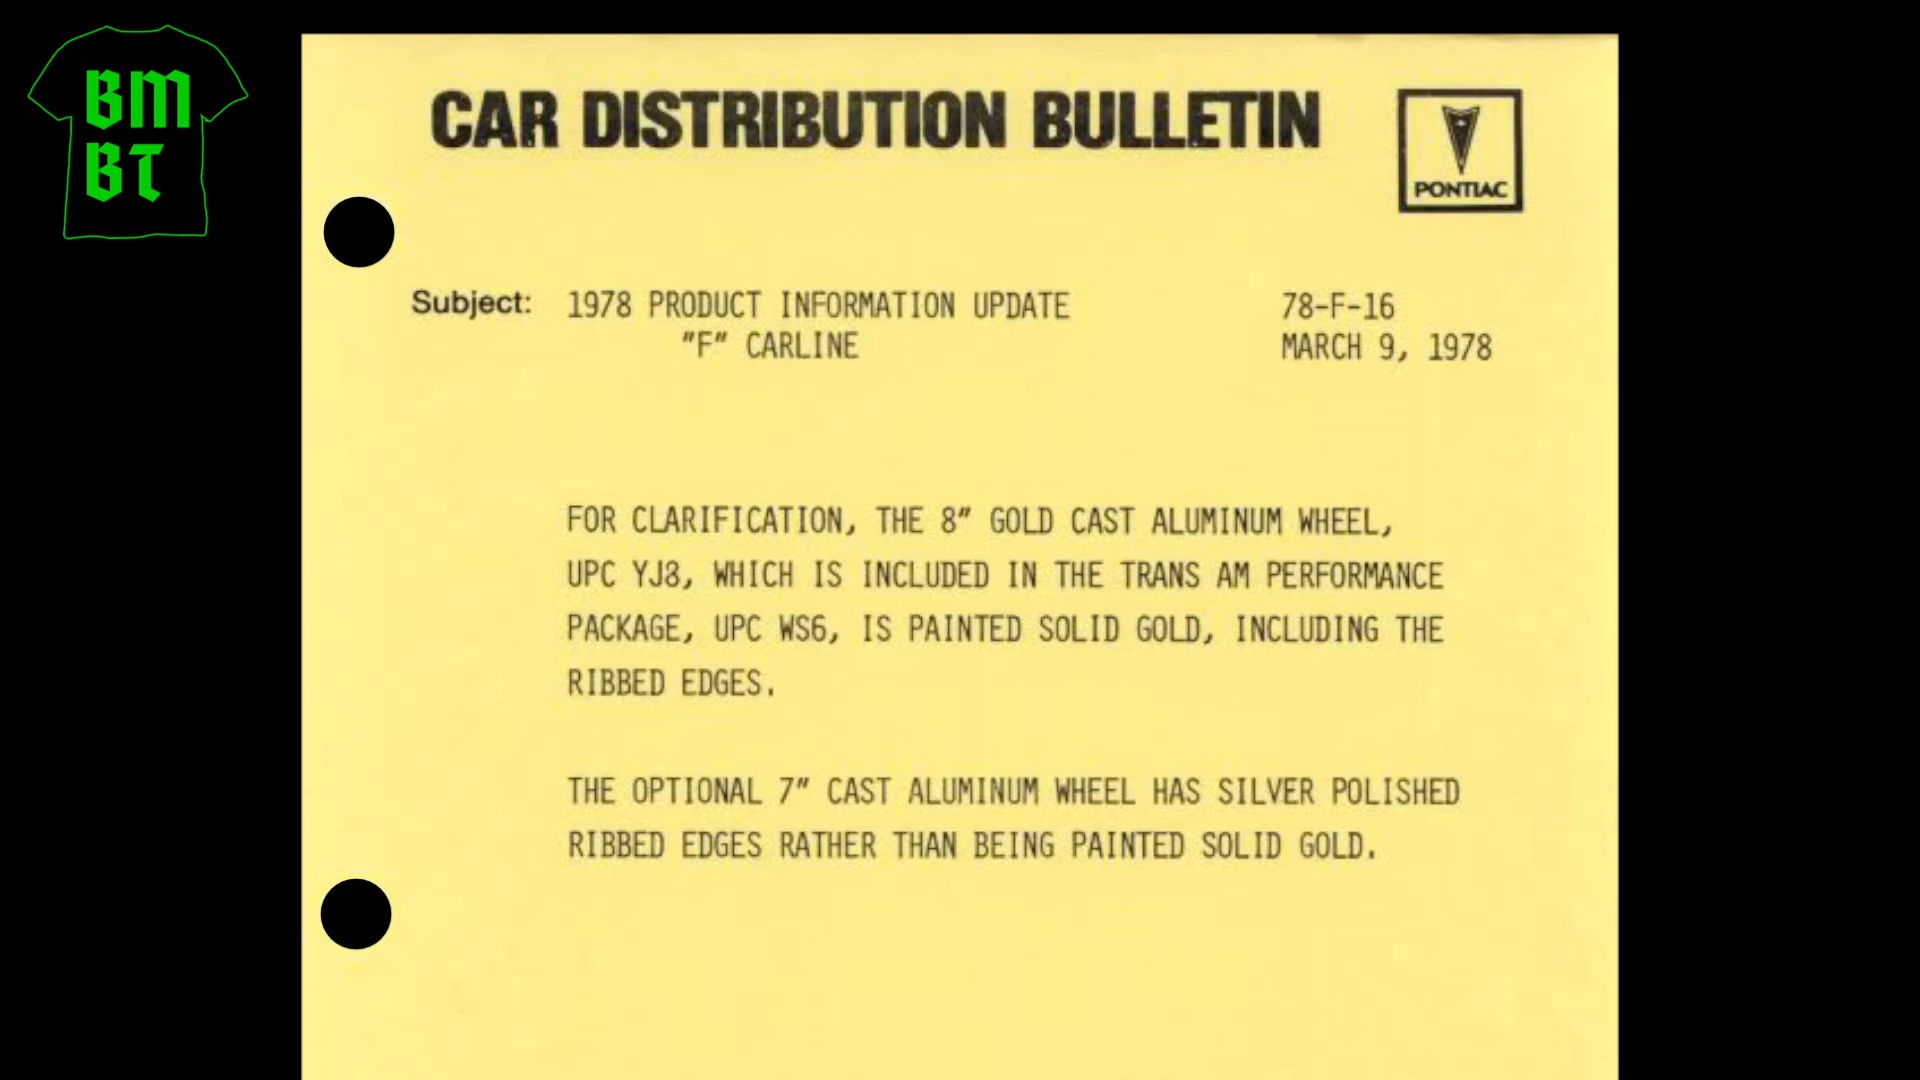 BM
BT
CAR DISTRIBUTION BULLETIN
PONTIAC
Subject: 1978 PRODUCT INFORMATION UPDATE 78-F-16
"F" CARLINE MARCH 9, 1978
FOR CLARIFICATION, THE 8" GOLD CAST ALUMINUM WHEEL,
UPC YJ8, WHICH IS INCLUDED IN THE TRANS AM PERFORMANCE
PACKAGE, UPC WS6, IS PAINTED SOLID GOLD, INCLUDING THE
RIBBED EDGES.
THE OPTIONAL 7" CAST ALUMINUM WHEEL HAS SILVER POLISHED
RIBBED EDGES RATHER THAN BEING PAINTED SOLID GOLD.